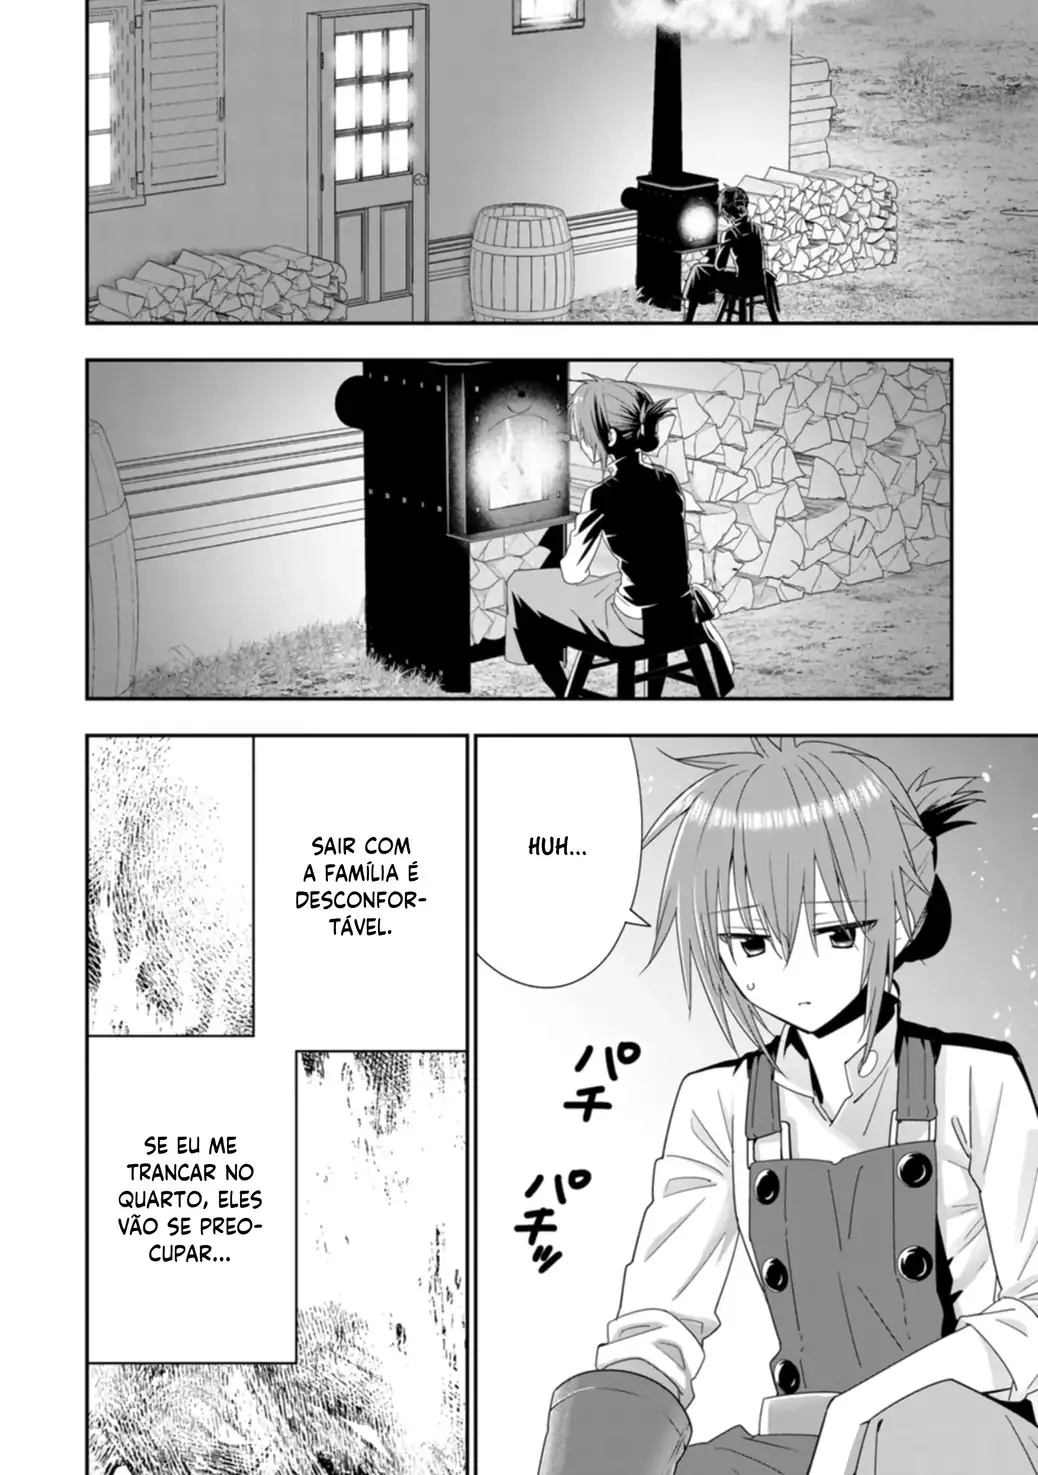 HUH...
パチ
パチッ
SAIR COM
A FAMÍLIA É
DESCONFOR-
TÁVEL.
SE EU ME
TRANCAR NO
QUARTO, ELES
VÃO SE PREO-
CUPAR...